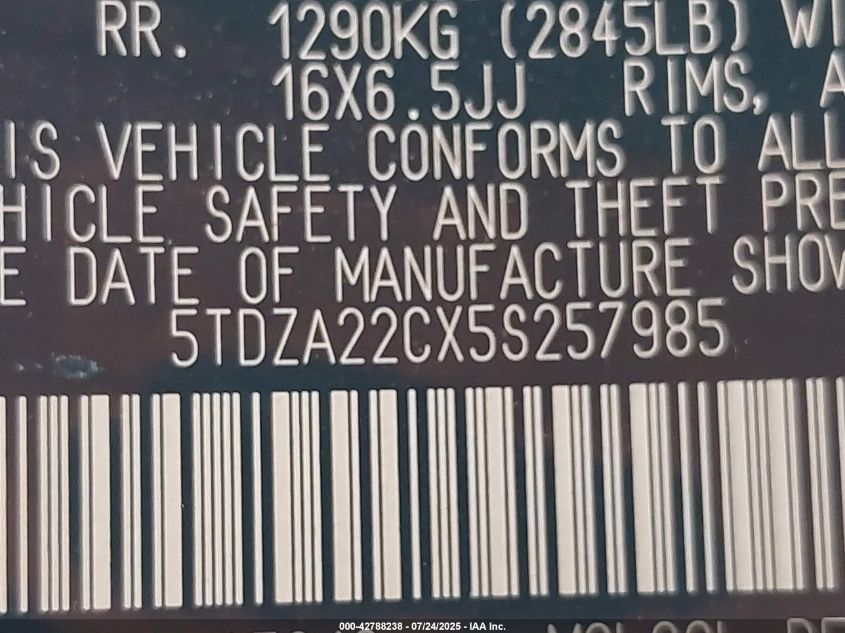 RR. 1290KG (2845LB) WI
16X6.5JJ RIMS, A
IS VEHICLE CONFORMS TO ALL
HICLE SAFETY AND THEFT PRE
E DATE OF MANUFACTURE SHOW
5TDZA22CX5S257985
000-42788238 - 07/24/2025 - IAA Inc.